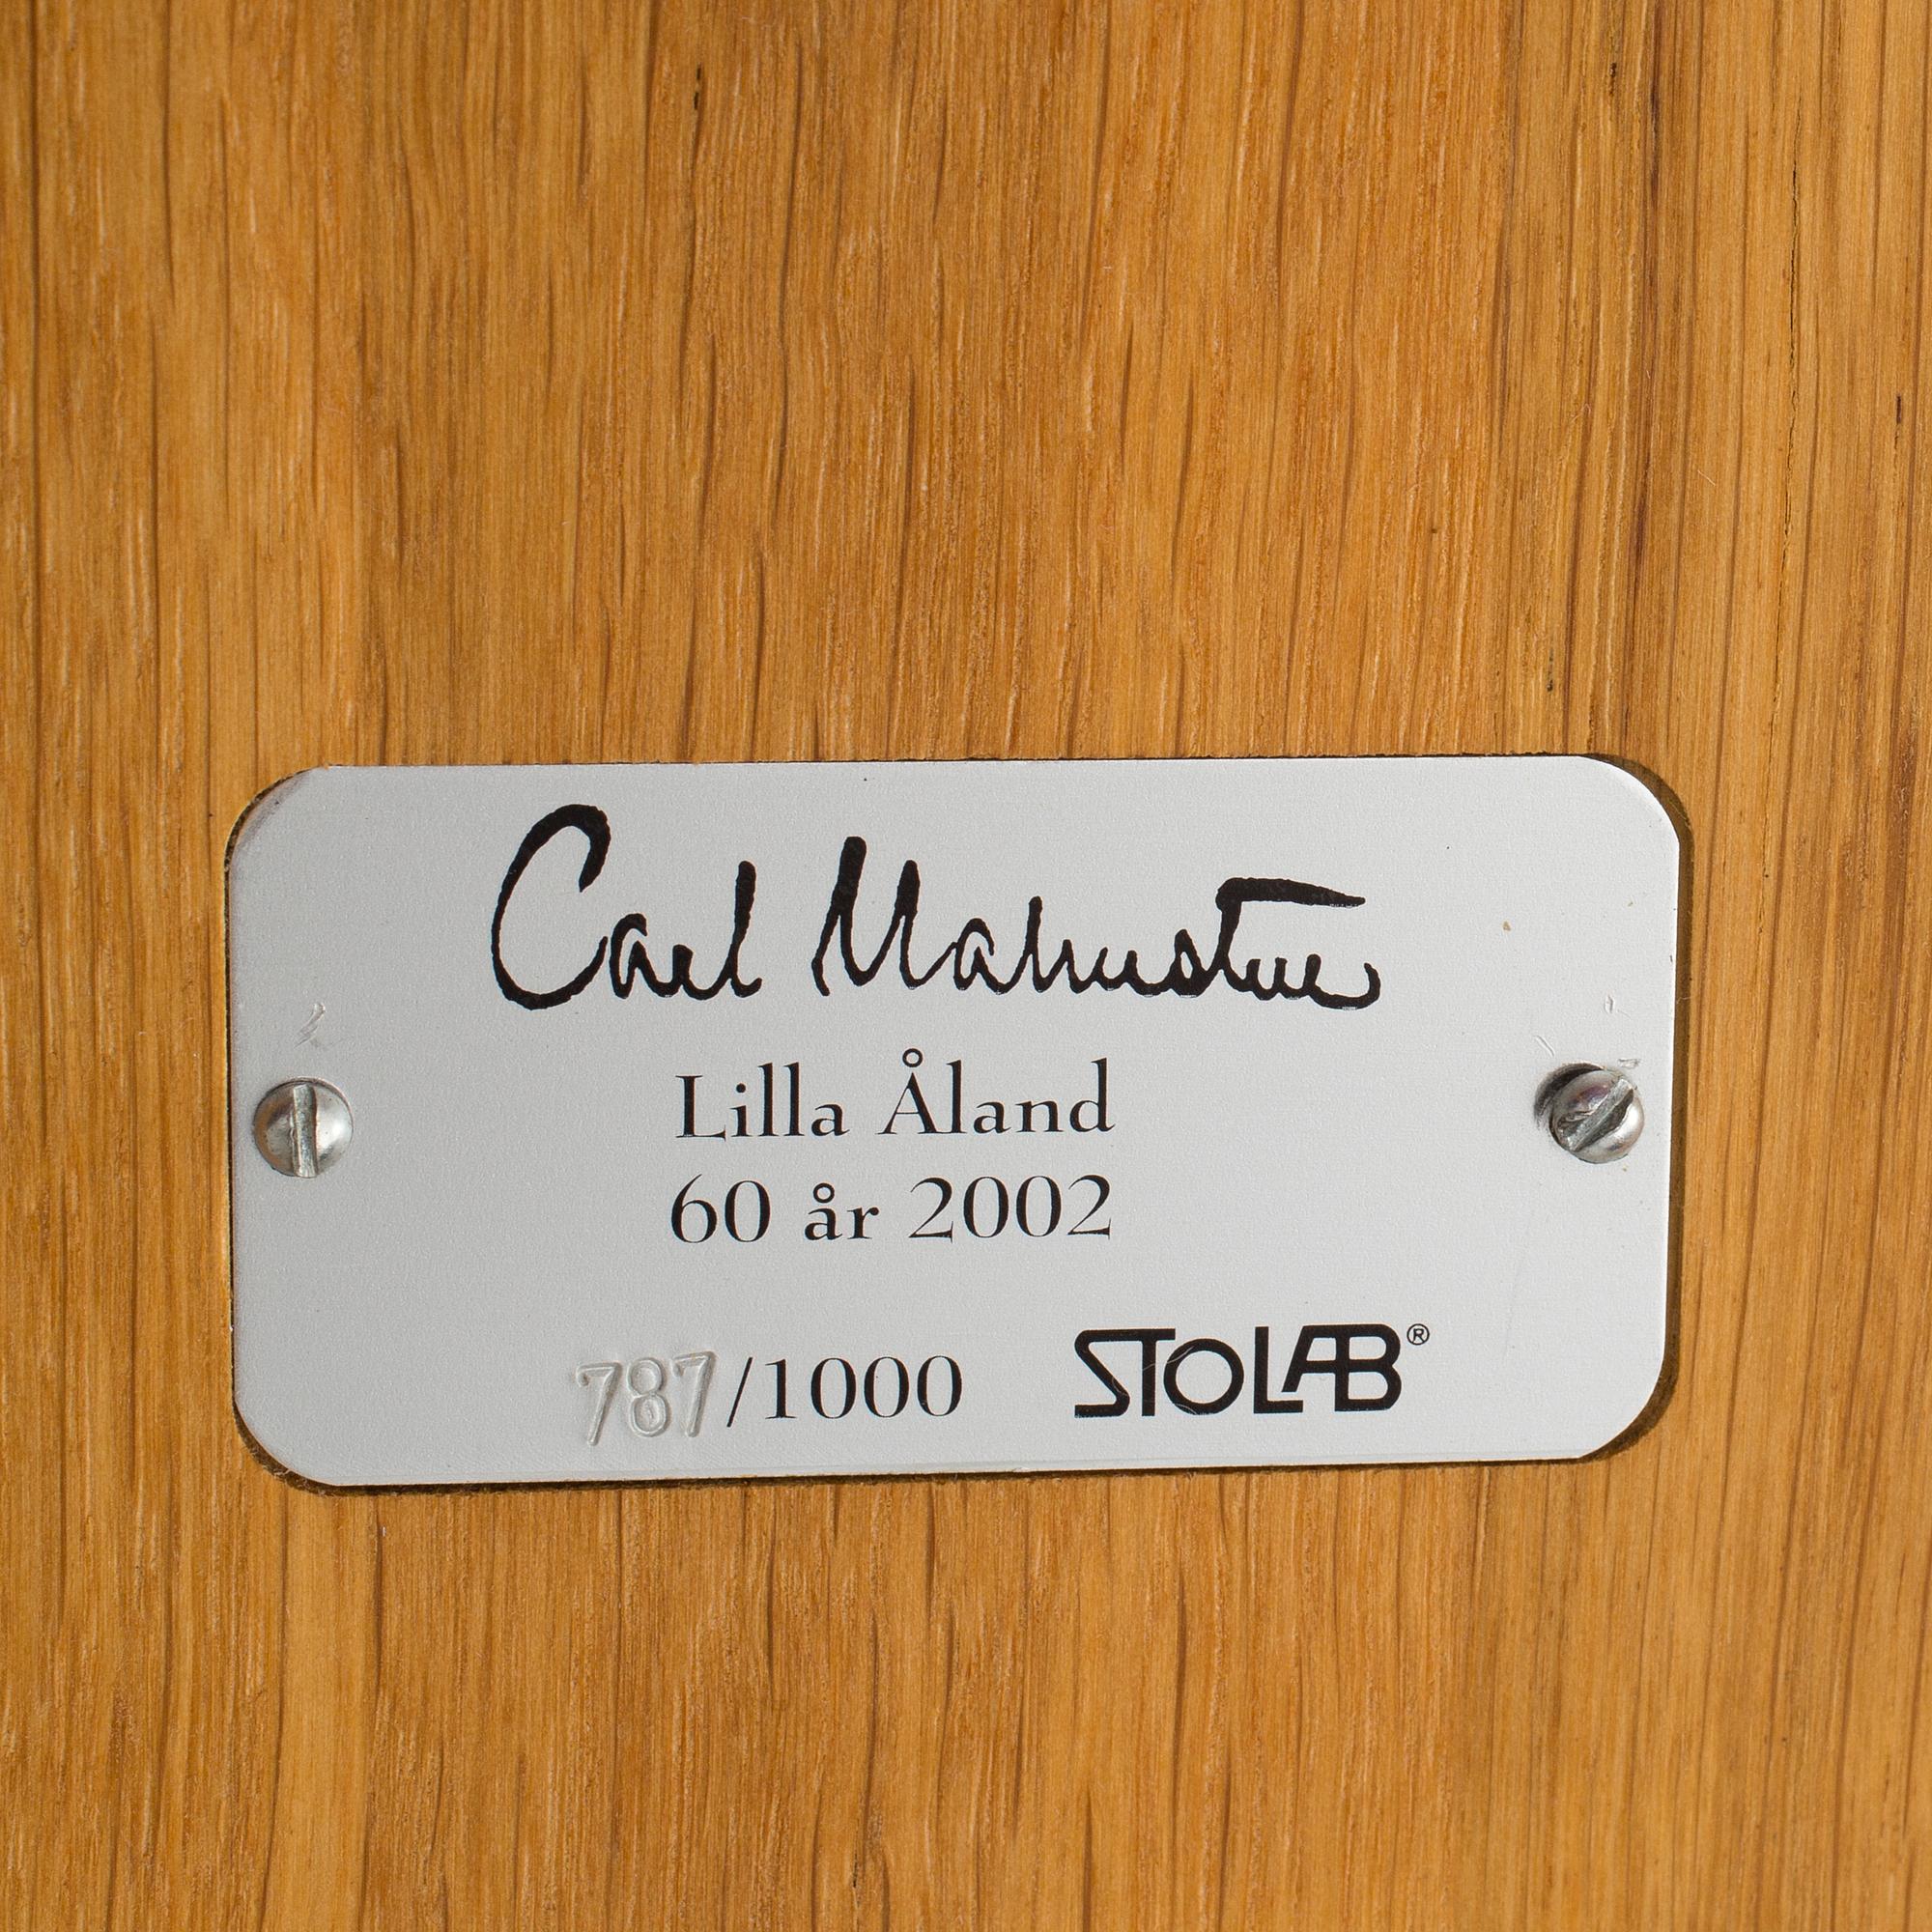 Carl Malmsten
Lilla Åland
60 år 2002
787/1000 STOLAB®